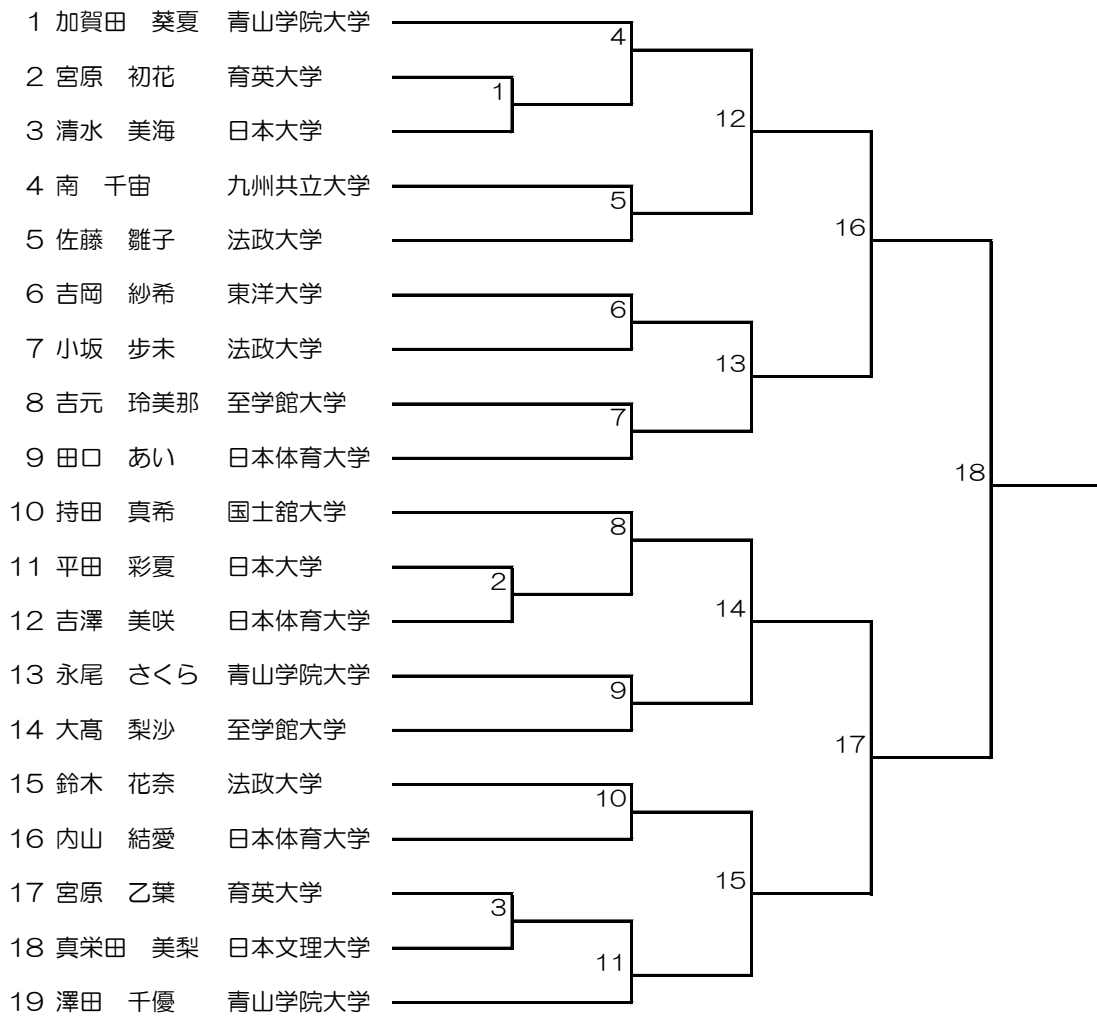 1 加賀田 葵夏 青山学院大学
4
2 宮原 初花 育英大学
1
12
3 清水 美海 日本大学
4 南 千宙 九州共立大学
5
16
5 佐藤 雛子 法政大学
6 吉岡 紗希 東洋大学
6
7 小坂 歩未 法政大学
13
8 吉元 玲美那 至学館大学
7
9 田口 あい 日本体育大学
18
10 持田 真希 国士舘大学
8
11 平田 彩夏 日本大学
2
14
12 吉澤 美咲 日本体育大学
13 永尾 さくら 青山学院大学
9
14 大髙 梨沙 至学館大学
17
15 鈴木 花奈 法政大学
10
16 内山 結愛 日本体育大学
15
17 宮原 乙葉 育英大学
3
18 真栄田 美梨 日本文理大学
11
19 澤田 千優 青山学院大学